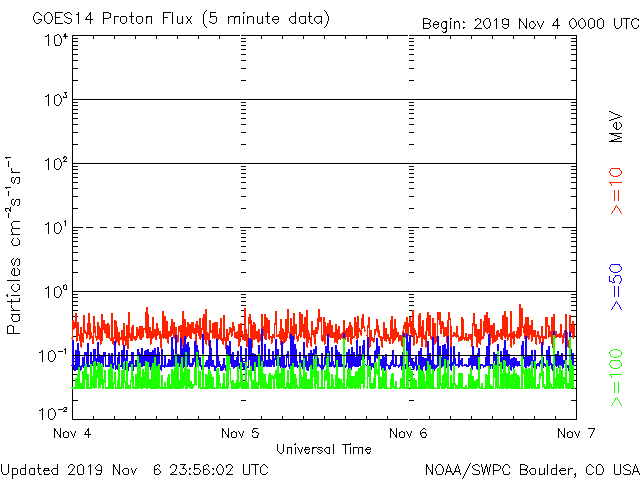 GOES14 Proton Flux (5 minute data)
Begin: 2019 Nov 4 0000 UTC
10⁴
10³
10²
10¹
10⁰
10⁻¹
10⁻²
Particles cm⁻²s⁻¹sr⁻¹
MeV
>=10
>=50
>=100
Nov 4
Nov 5
Nov 6
Nov 7
Universal Time
Updated 2019 Nov 6 23:56:02 UTC
NOAA/SWPC Boulder, CO USA